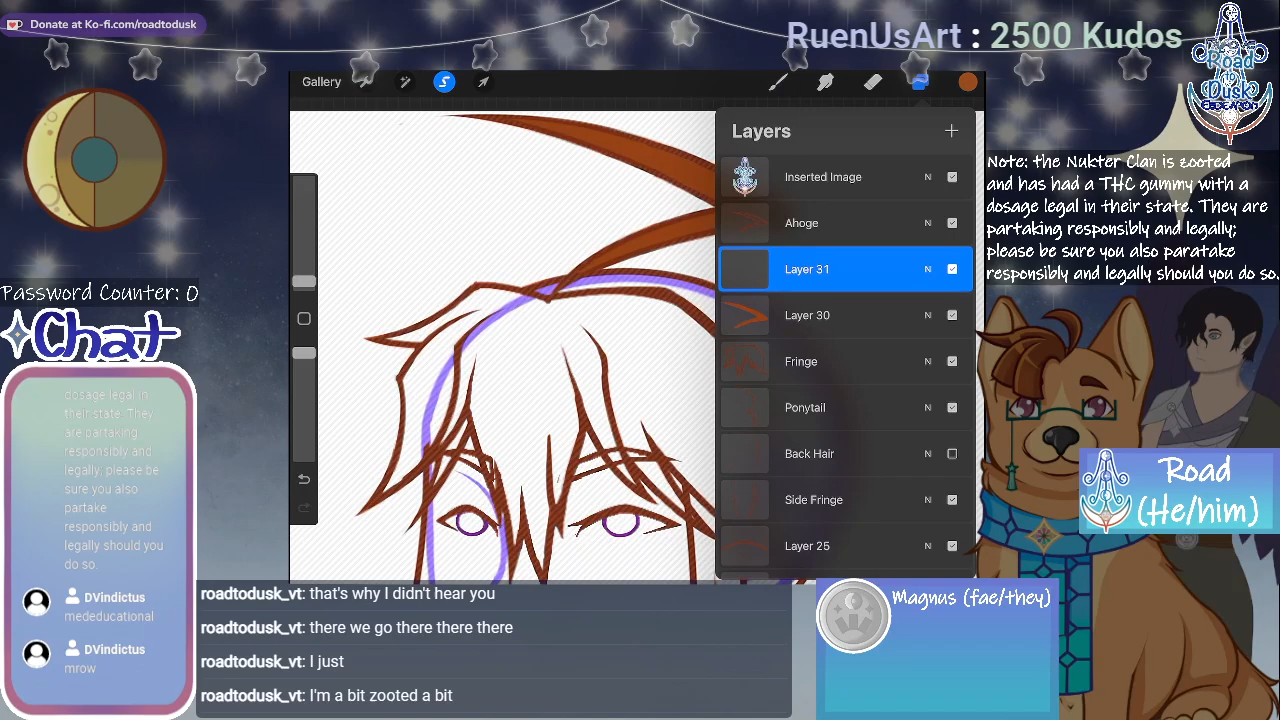 Donate at Ko-fi.com/roadtodusk
RuenUsArt : 2500 Kudos
Road
to
Dusk
EDUCATION
Gallery
S
Layers
+
Inserted Image N
Ahoge N
Layer 31 N
Layer 30 N
Fringe N
Ponytail N
Back Hair N
Side Fringe N
Layer 25 N
Note: the Nukter Clan is zooted
and has had a THC gummy with a
dosage legal in their state. They are
partaking responsibly and legally;
please be sure you also paratake
responsibly and legally should you do so.
Password Counter: 0
Chat
dosage legal in
their state. They
are partaking
responsibly and
legally; please be
sure you also
partake
responsibly and
legally should you
do so.
DVindictus
mededucational
DVindictus
mrow
roadtodusk_vt: that's why I didn't hear you
roadtodusk_vt: there we go there there there
roadtodusk_vt: I just
roadtodusk_vt: I'm a bit zooted a bit
Road
(He/him)
Magnus (fae/they)